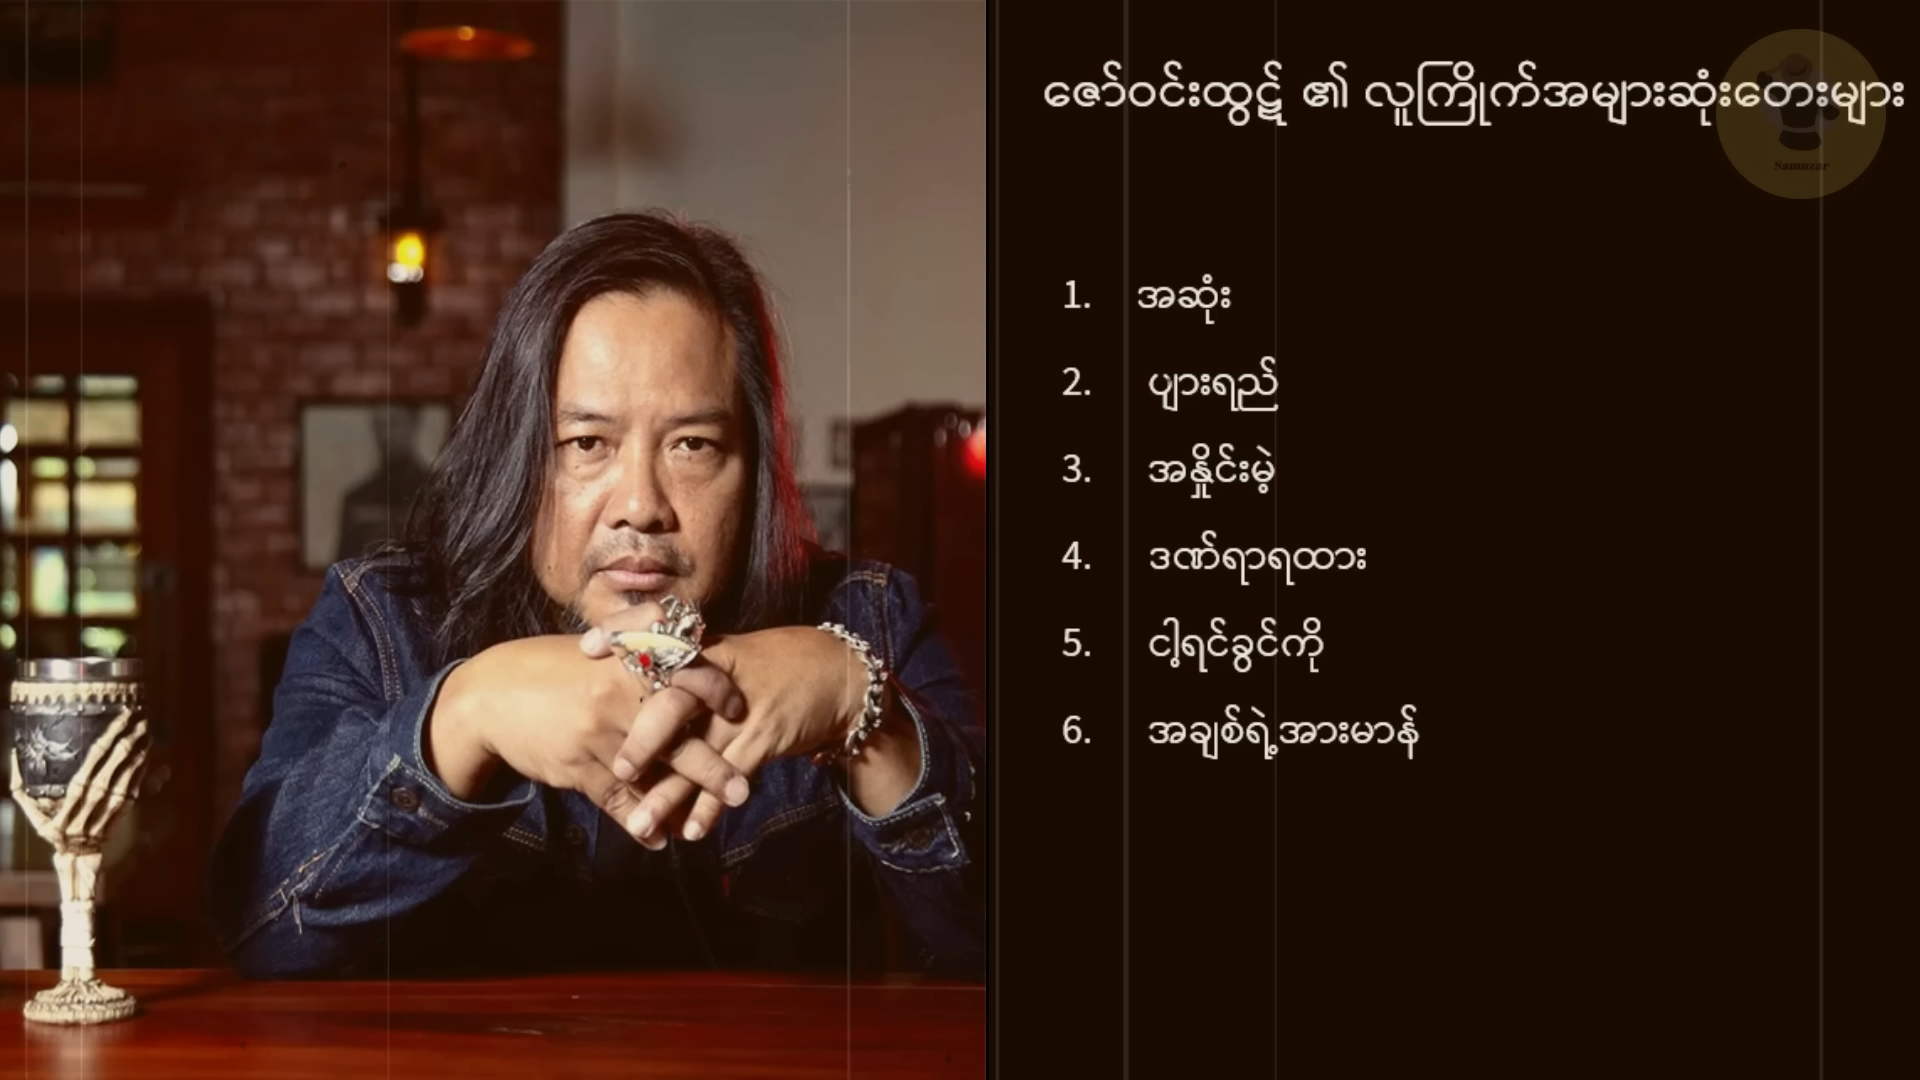 ဇော်ဝင်းထွဋ် ၏ လူကြိုက်အများဆုံးတေးများ
Samuzar
1. အဆုံး
2. ပျားရည်
3. အနှိုင်းမဲ့
4. ဒဏ်ရာရထား
5. ငါ့ရင်ခွင်ကို
6. အချစ်ရဲ့အားမာန်